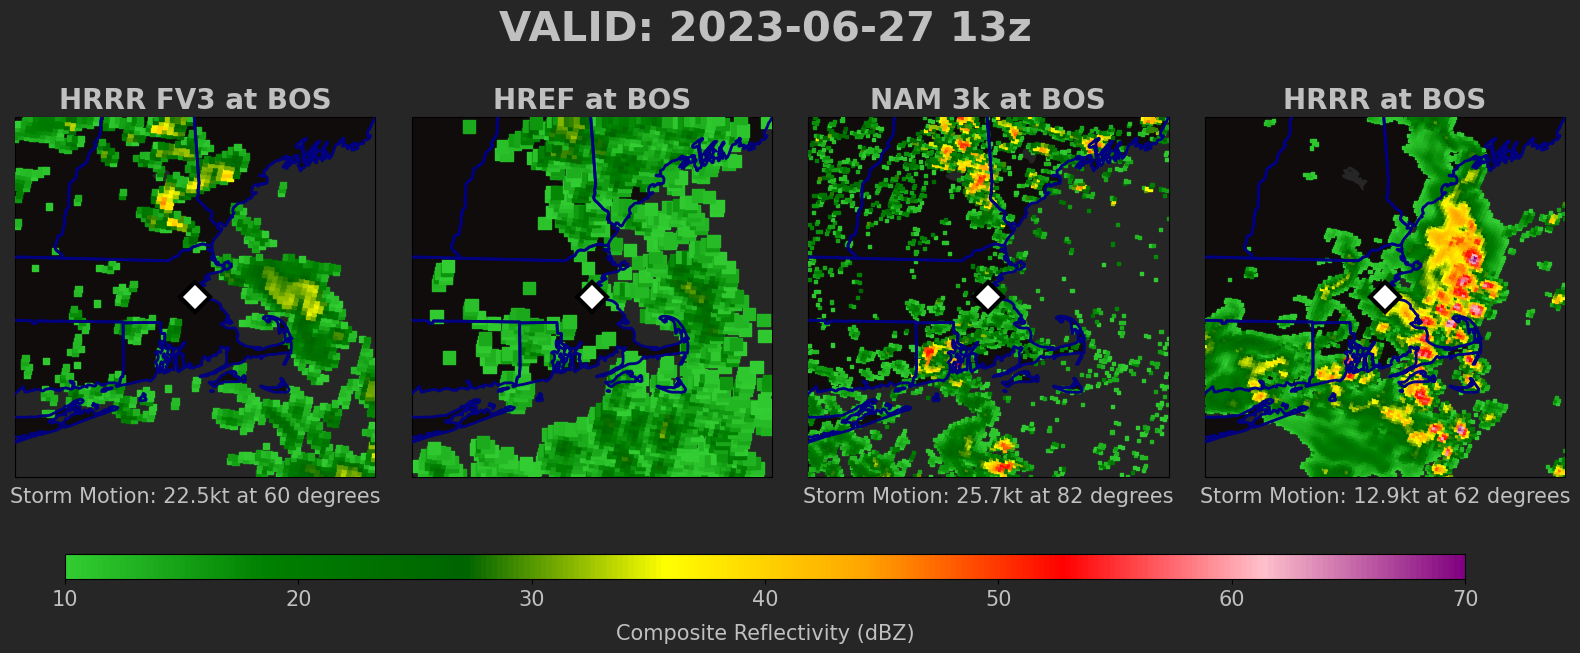 VALID: 2023-06-27 13z
HRRR FV3 at BOS
HREF at BOS
NAM 3k at BOS
HRRR at BOS
Storm Motion: 22.5kt at 60 degrees
Storm Motion: 25.7kt at 82 degrees
Storm Motion: 12.9kt at 62 degrees
10 20 30 40 50 60 70
Composite Reflectivity (dBZ)